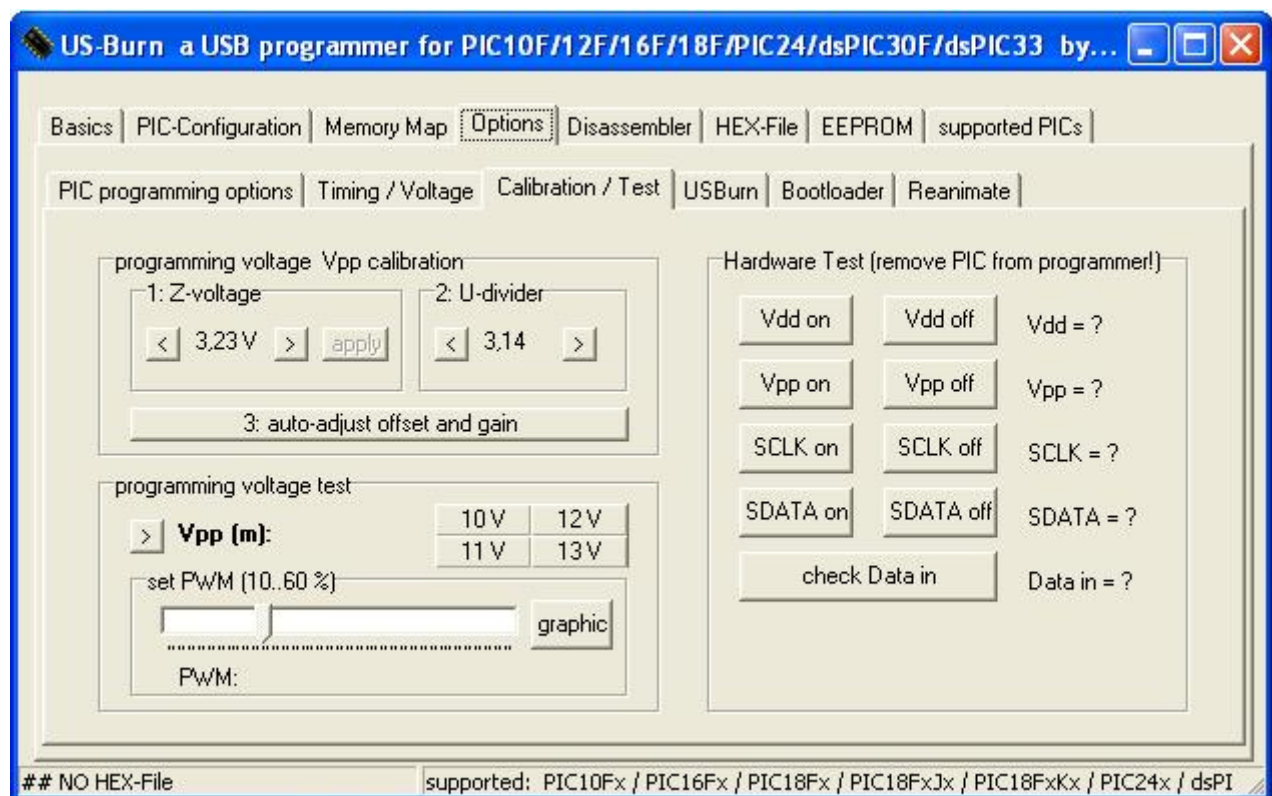 US-Burn a USB programmer for PIC10F/12F/16F/18F/PIC24/dsPIC30F/dsPIC33 by...
Basics PIC-Configuration Memory Map Options Disassembler HEX-File EEPROM supported PICs
PIC programming options Timing / Voltage Calibration / Test USBurn Bootloader Reanimate
programming voltage Vpp calibration
1: Z-voltage
< 3,23 V > apply
2: U-divider
< 3,14 >
3: auto-adjust offset and gain
programming voltage test
> Vpp (m):
10 V 12 V
11 V 13 V
set PWM (10..60 %)
graphic
PWM:
Hardware Test (remove PIC from programmer!)
Vdd on Vdd off Vdd = ?
Vpp on Vpp off Vpp = ?
SCLK on SCLK off SCLK = ?
SDATA on SDATA off SDATA = ?
check Data in Data in = ?
## NO HEX-File
supported: PIC10Fx / PIC16Fx / PIC18Fx / PIC18FxJx / PIC18FxKx / PIC24x / dsPI